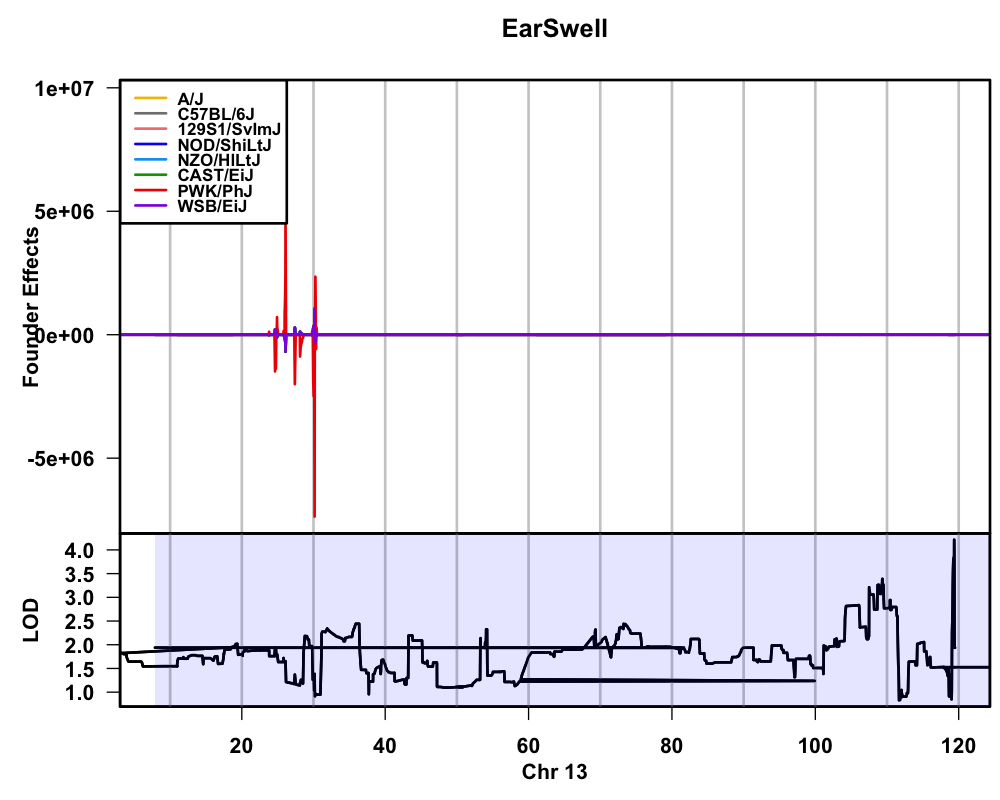 EarSwell
1e+07
5e+06
0e+00
-5e+06
Founder Effects
A/J
C57BL/6J
129S1/SvImJ
NOD/ShiLtJ
NZO/HlLtJ
CAST/EiJ
PWK/PhJ
WSB/EiJ
4.0
3.5
3.0
2.5
2.0
1.5
1.0
LOD
20 40 60 80 100 120
Chr 13